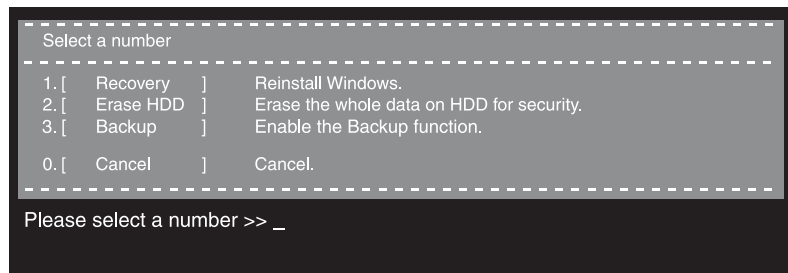 Select a number
1. [ Recovery ] Reinstall Windows.
2. [ Erase HDD ] Erase the whole data on HDD for security.
3. [ Backup ] Enable the Backup function.
0. [ Cancel ] Cancel.
Please select a number >> _